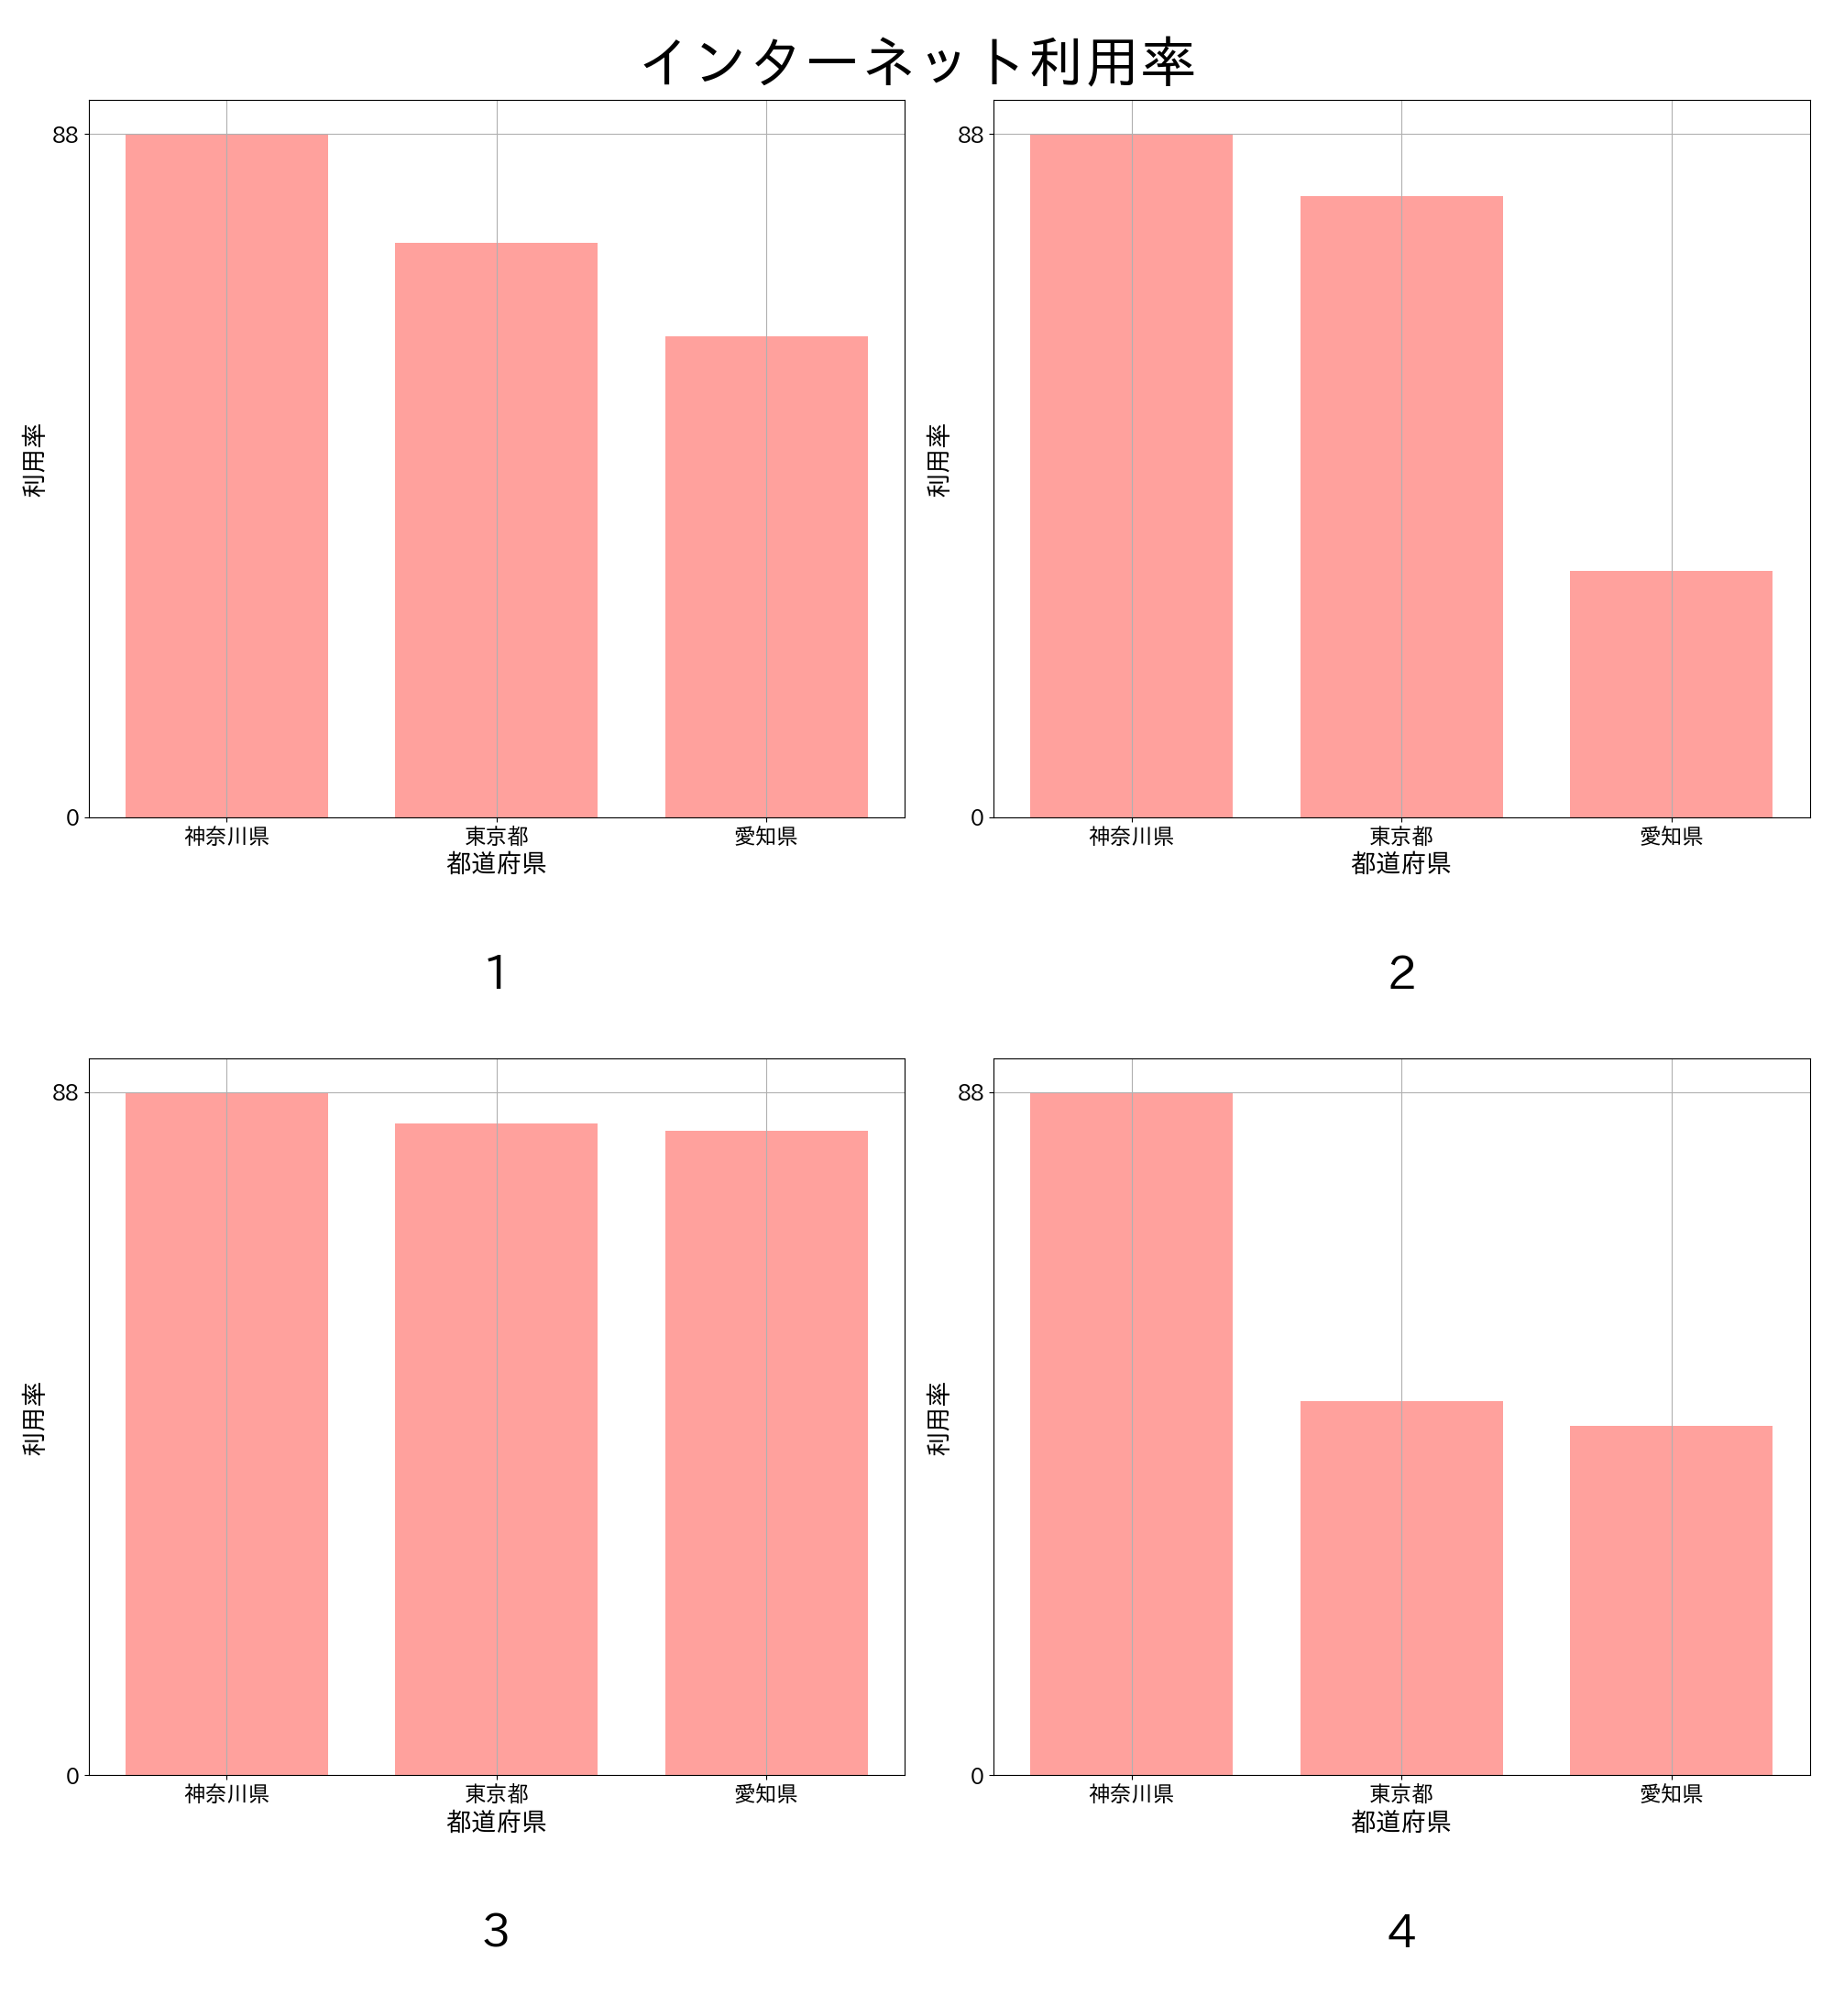 インターネット利用率
88
利用率
0
神奈川県 東京都 愛知県
都道府県
1
88
利用率
0
神奈川県 東京都 愛知県
都道府県
2
88
利用率
0
神奈川県 東京都 愛知県
都道府県
3
88
利用率
0
神奈川県 東京都 愛知県
都道府県
4